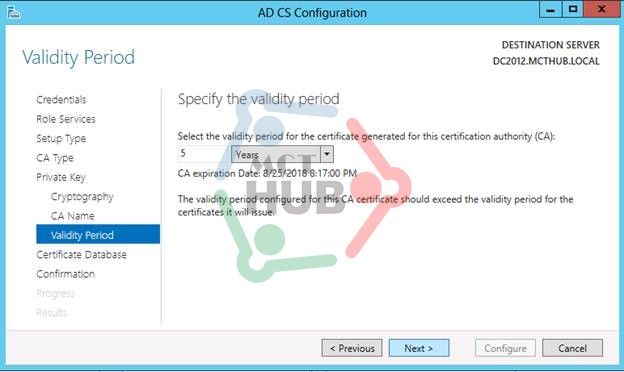 AD CS Configuration
Validity Period
DESTINATION SERVER
DC2012.MCTHUB.LOCAL
Credentials
Role Services
Setup Type
CA Type
Private Key
Cryptography
CA Name
Validity Period
Certificate Database
Confirmation
Progress
Results
Specify the validity period
Select the validity period for the certificate generated for this certification authority (CA):
5 Years
CA expiration Date: 8/25/2018 8:17:00 PM
The validity period configured for this CA certificate should exceed the validity period for the
certificates it will issue.
MCT
HUB
< Previous Next > Configure Cancel